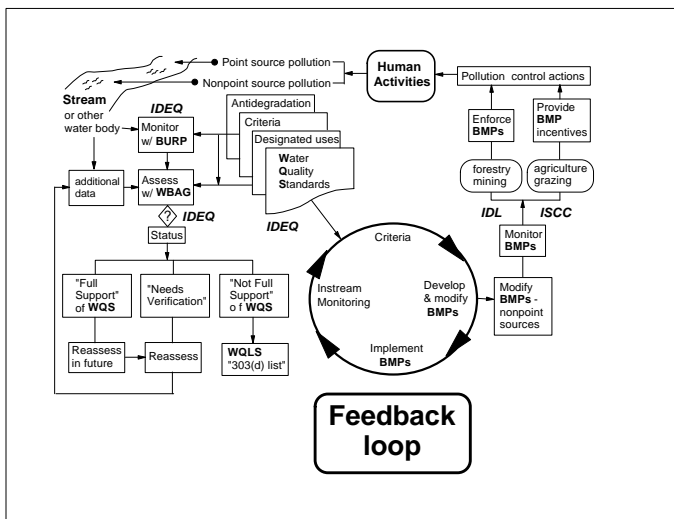 Point source pollution
Nonpoint source pollution
Human
Activities
Pollution control actions
Stream
or other
water body
IDEQ
Monitor
w/ BURP
Antidegradation
Criteria
Designated uses
Water
Quality
Standards
IDEQ
Enforce
BMPs
Provide
BMP
incentives
additional
data
Assess
w/ WBAG
?
IDEQ
Status
forestry
mining
agriculture
grazing
IDL
ISCC
Monitor
BMPs
"Full
Support"
of WQS
"Needs
Verification"
"Not Full
Support"
o f WQS
Reassess
in future
Reassess
WQLS
"303(d) list"
Criteria
Instream
Monitoring
Develop
& modify
BMPs
Implement
BMPs
Modify
BMPs -
nonpoint
sources
Feedback
loop